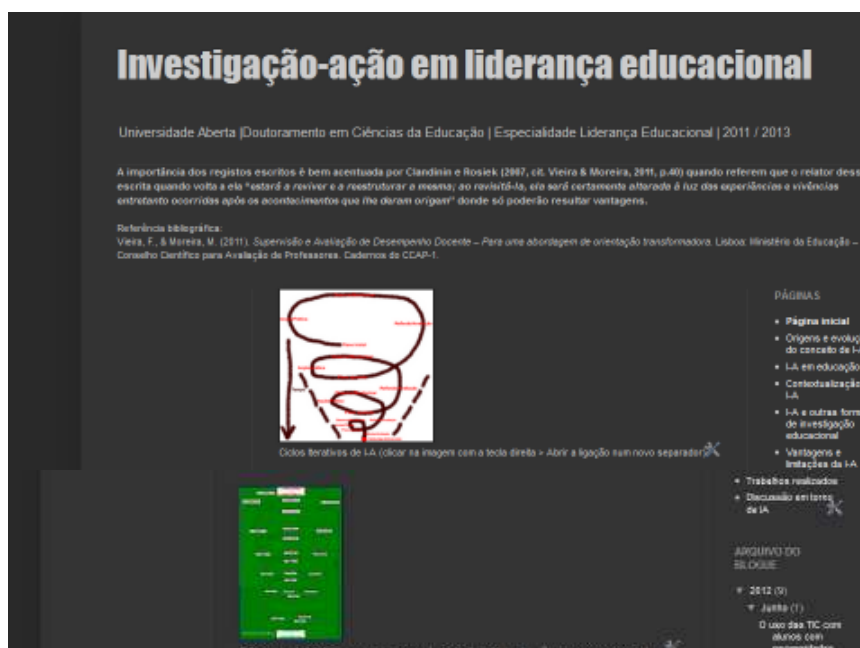 Investigação-ação em liderança educacional
Universidade Aberta |Doutoramento em Ciências da Educação | Especialidade Liderança Educacional | 2011 / 2013
A importância dos registos escritos é bem acentuada por Clandinin e Rosiek (2007, cit. Vieira & Moreira, 2011, p.40) quando referem que o relator dess
escrita quando volta a ela "estará a reviver e a reestruturar a mesma; ao revisitá-la, ela será certamente alterada à luz das experiências e vivências
entretanto ocorridas após os acontecimentos que lhe deram origem" donde só poderão resultar vantagens.
Referência bibliográfica:
Vieira, F., & Moreira, M. (2011). Supervisão e Avaliação de Desempenho Docente – Para uma abordagem de orientação transformadora. Lisboa: Ministério da Educação –
Conselho Científico para Avaliação de Professores. Cadernos do CCAP-1.
Ciclos Iterativos de I-A (clicar na imagem com a tecla direita > Abrir a ligação num novo separador)
PÁGINAS
Página inicial
Origens e evoluç
do conceito de I-A
I-A em educação
Contextualização
I-A
I-A e outras form
de investigação
educacional
Vantagens e
limitações da I-A
Trabalhos realizados
Discussão em torno
de IA
ARQUIVO DO
BLOGUE
▼ 2012 (9)
▼ Junho (1)
O uso das TIC com
alunos com